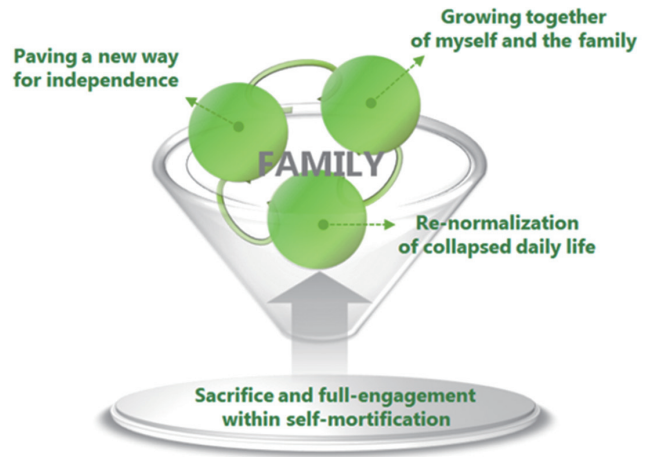 Growing together
of myself and the family
Paving a new way
for independence
FAMILY
Re-normalization
of collapsed daily life
Sacrifice and full-engagement
within self-mortification